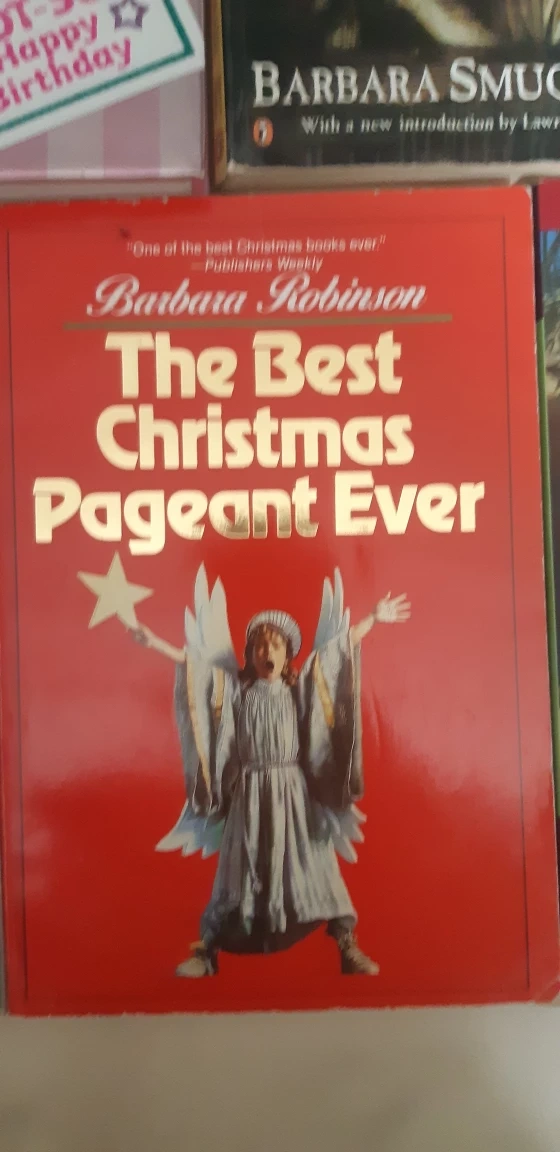 Happy
Birthday
BARBARA SMUC
With a new introduction by Lawr
"One of the best Christmas books ever."
—Publishers Weekly
Barbara Robinson
The Best
Christmas
Pageant Ever